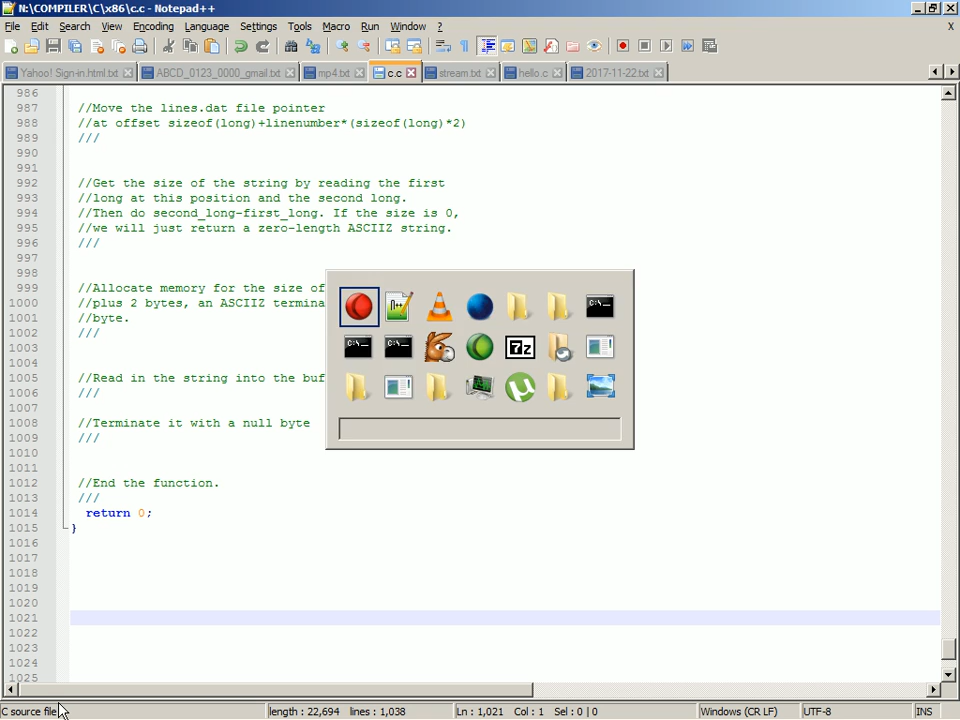 N:\COMPILER\C\x86\c.c - Notepad++
File Edit Search View Encoding Language Settings Tools Macro Run Window ? X
Yahoo! Sign-in.html.txt ABCD_0123_0000_gmail.txt mp4.txt c.c stream.txt hello.c 2017-11-22.txt
986
987 //Move the lines.dat file pointer
988 //at offset sizeof(long)+linenumber*(sizeof(long)*2)
989 ///
990
991
992 //Get the size of the string by reading the first
993 //long at this position and the second long.
994 //Then do second_long-first_long. If the size is 0,
995 //we will just return a zero-length ASCIIZ string.
996 ///
997
998
999 //Allocate memory for the size of
1000 //plus 2 bytes, an ASCIIZ termina
1001 //byte.
1002 ///
1003
1004
1005 //Read in the string into the buf
1006 ///
1007
1008 //Terminate it with a null byte
1009 ///
1010
1011
1012 //End the function.
1013 ///
1014 return 0;
1015 }
1016
1017
1018
1019
1020
1021
1022
1023
1024
1025
C:\
C:\ C:\ 7z
C source file length : 22,694 lines : 1,038 Ln : 1,021 Col : 1 Sel : 0 | 0 Windows (CR LF) UTF-8 INS